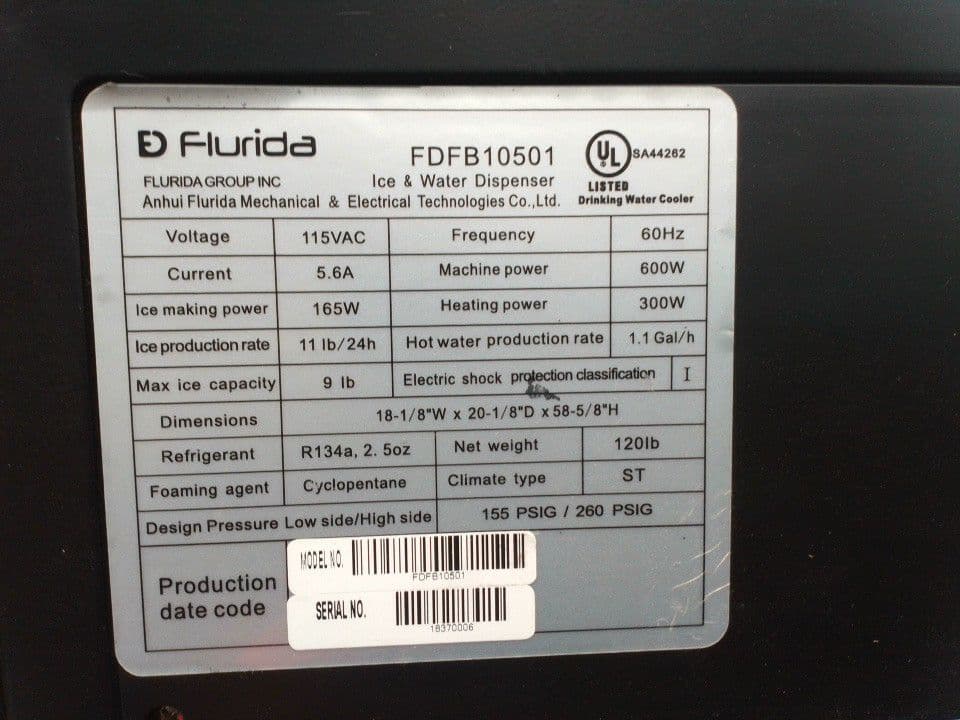 Flurida
FDFB10501
UL
SA44262
LISTED
Drinking Water Cooler
FLURIDA GROUP INC
Ice & Water Dispenser
Anhui Flurida Mechanical & Electrical Technologies Co.,Ltd.
Voltage 115VAC Frequency 60Hz
Current 5.6A Machine power 600W
Ice making power 165W Heating power 300W
Ice production rate 11 lb/24h Hot water production rate 1.1 Gal/h
Max ice capacity 9 lb Electric shock protection classification I
Dimensions 18-1/8"W x 20-1/8"D x 58-5/8"H
Refrigerant R134a, 2. 5oz Net weight 120lb
Foaming agent Cyclopentane Climate type ST
Design Pressure Low side/High side 155 PSIG / 260 PSIG
Production
date code
MODEL NO.
FDFB10501
SERIAL NO.
18370006